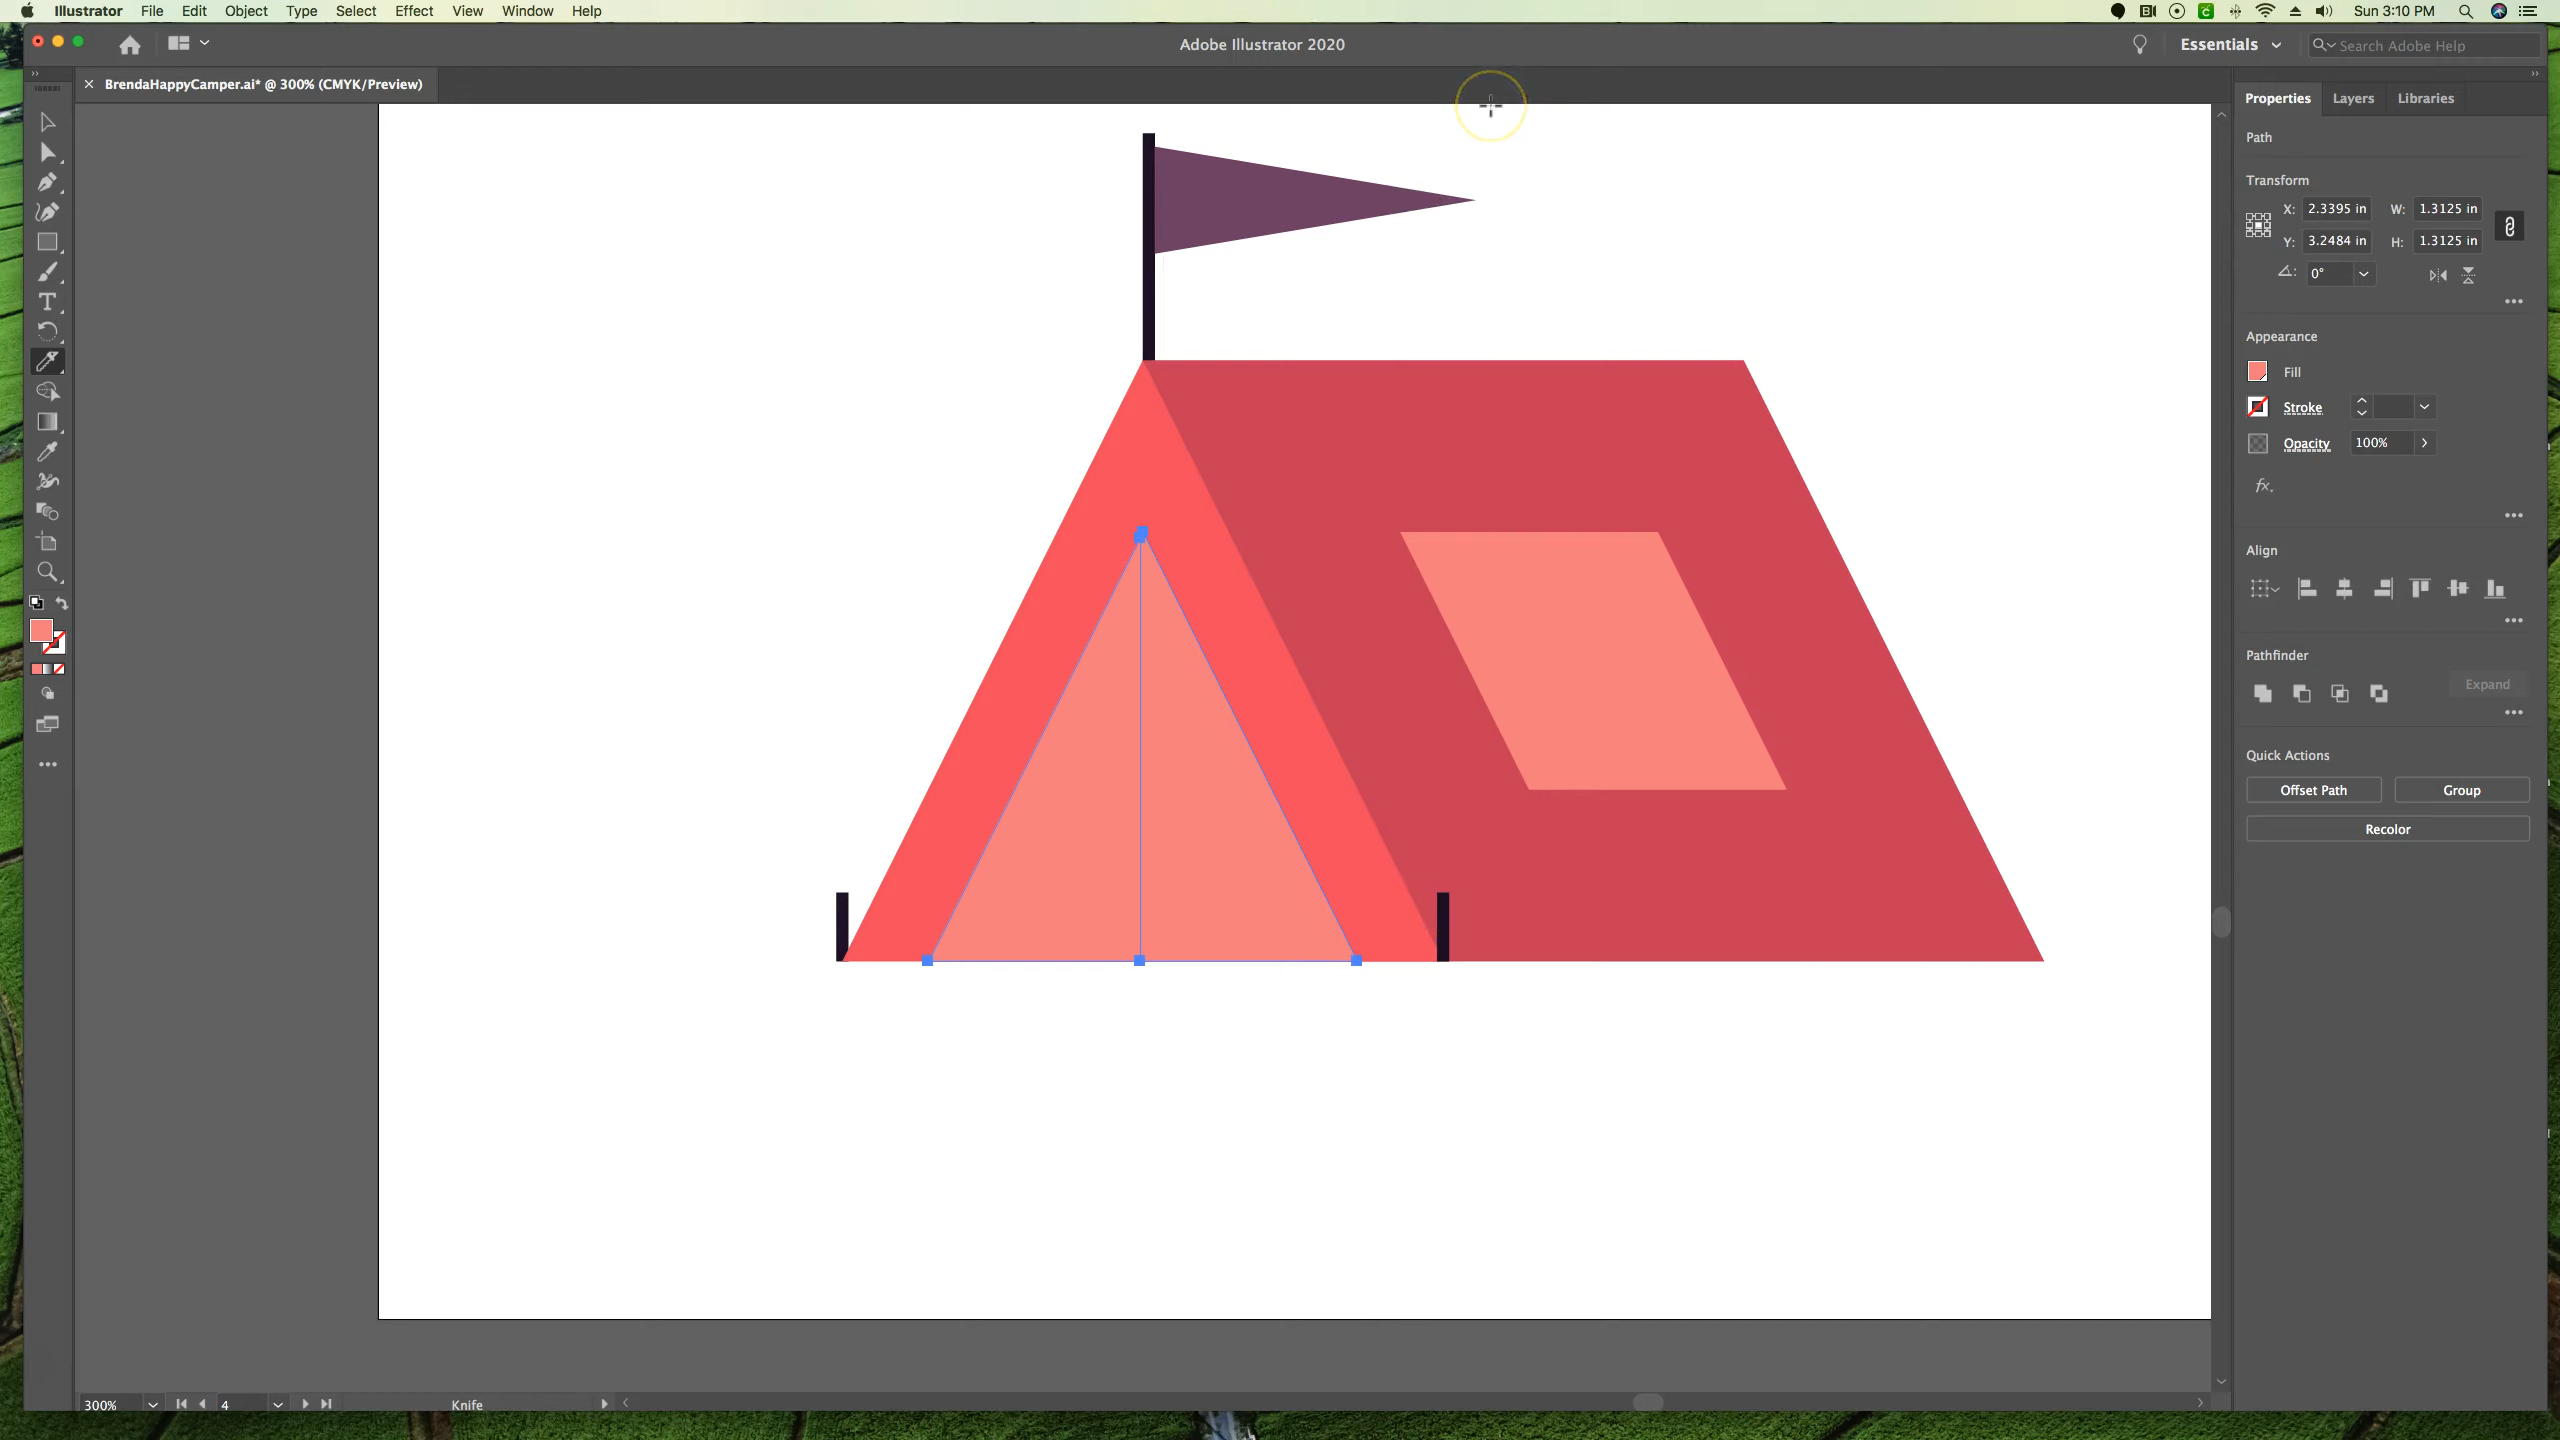 Illustrator File Edit Object Type Select Effect View Window Help
Sun 3:10 PM
Adobe Illustrator 2020
Essentials
Search Adobe Help
BrendaHappyCamper.ai* @ 300% (CMYK/Preview)
Properties Layers Libraries
Path
Transform
X: 2.3395 in W: 1.3125 in
Y: 3.2484 in H: 1.3125 in
0°
Appearance
Fill
Stroke
Opacity 100%
fx.
Align
Pathfinder
Expand
Quick Actions
Offset Path Group
Recolor
300% 4 Knife